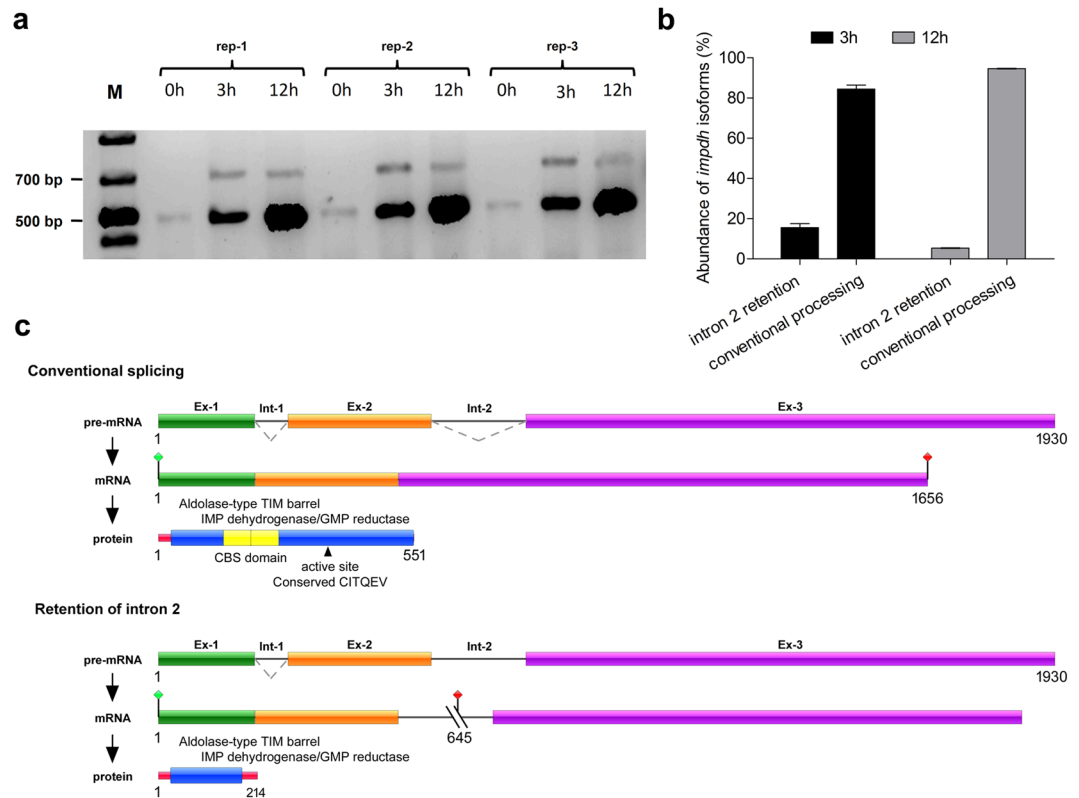 a
rep-1 rep-2 rep-3
M 0h 3h 12h 0h 3h 12h 0h 3h 12h
700 bp
500 bp
b
3h 12h
Abundance of impdh isoforms (%)
100
80
60
40
20
0
intron 2 retention
conventional processing
intron 2 retention
conventional processing
c
Conventional splicing
Ex-1 Int-1 Ex-2 Int-2 Ex-3
pre-mRNA
1 1930
mRNA
1 1656
Aldolase-type TIM barrel
IMP dehydrogenase/GMP reductase
protein
1 CBS domain 551
active site
Conserved CITQEV
Retention of intron 2
Ex-1 Int-1 Ex-2 Int-2 Ex-3
pre-mRNA
1 1930
mRNA
1 645
Aldolase-type TIM barrel
IMP dehydrogenase/GMP reductase
protein
1 214